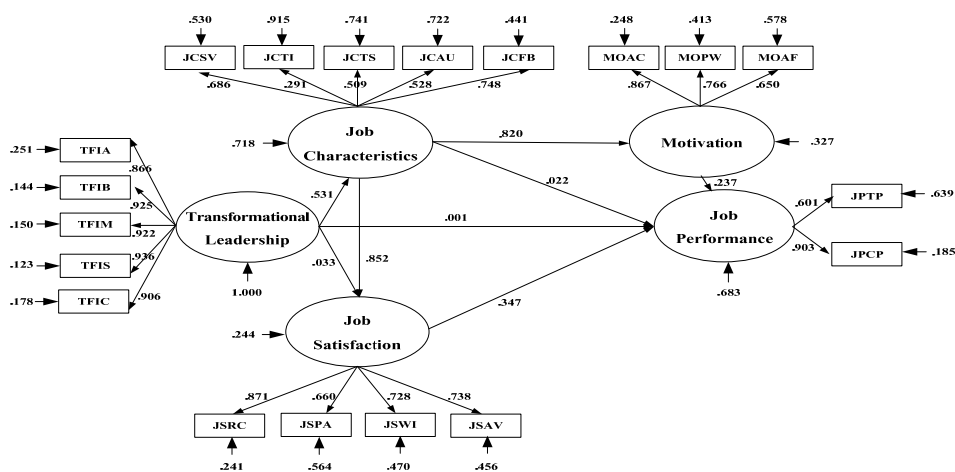 .530 .915 .741 .722 .441 .248 .413 .578
JCSV JCTI JCTS JCAU JCFB MOAC MOPW MOAF
.686 .291 .509 .528 .748 .867 .766 .650
.718 Job Characteristics .820 Motivation .327
.251 TFIA .866
.144 TFIB .925
.150 TFIM .922
.123 TFIS .936
.178 TFIC .906
Transformational
Leadership
1.000
.531
.022
.237
.001
.033
.852
.347
Job
Performance
.683
.601 JPTP .639
.903 JPCP .185
.244 Job
Satisfaction
.871 .660 .728 .738
JSRC JSPA JSWI JSAV
.241 .564 .470 .456